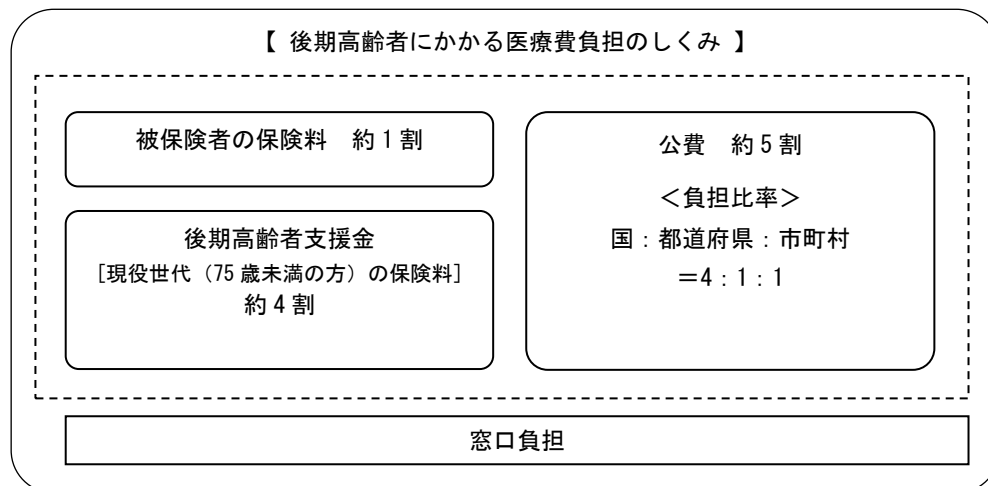 【 後期高齢者にかかる医療費負担のしくみ 】
被保険者の保険料　約１割
後期高齢者支援金
[現役世代（75 歳未満の方）の保険料]
約４割
公費　約５割
＜負担比率＞
国：都道府県：市町村
＝4：1：1
窓口負担